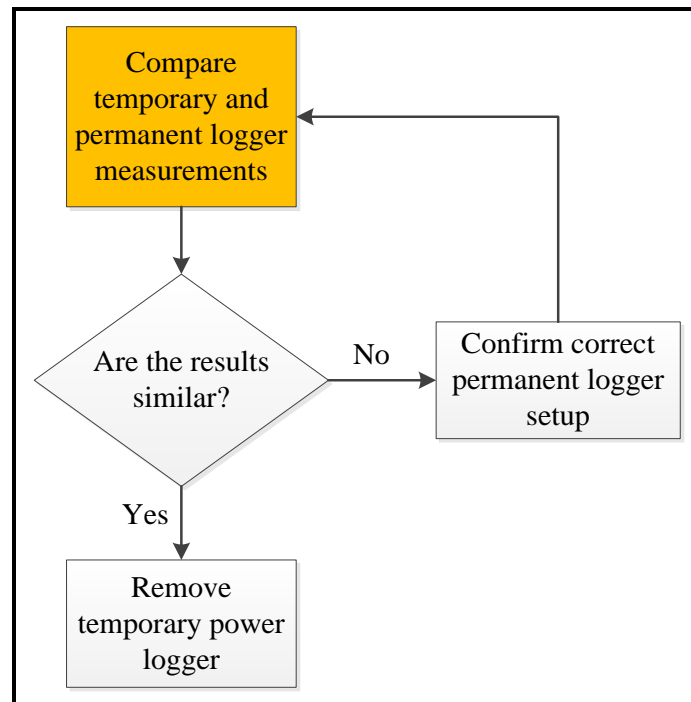 Compare
temporary and
permanent logger
measurements
Are the results
similar?
No
Confirm correct
permanent logger
setup
Yes
Remove
temporary power
logger